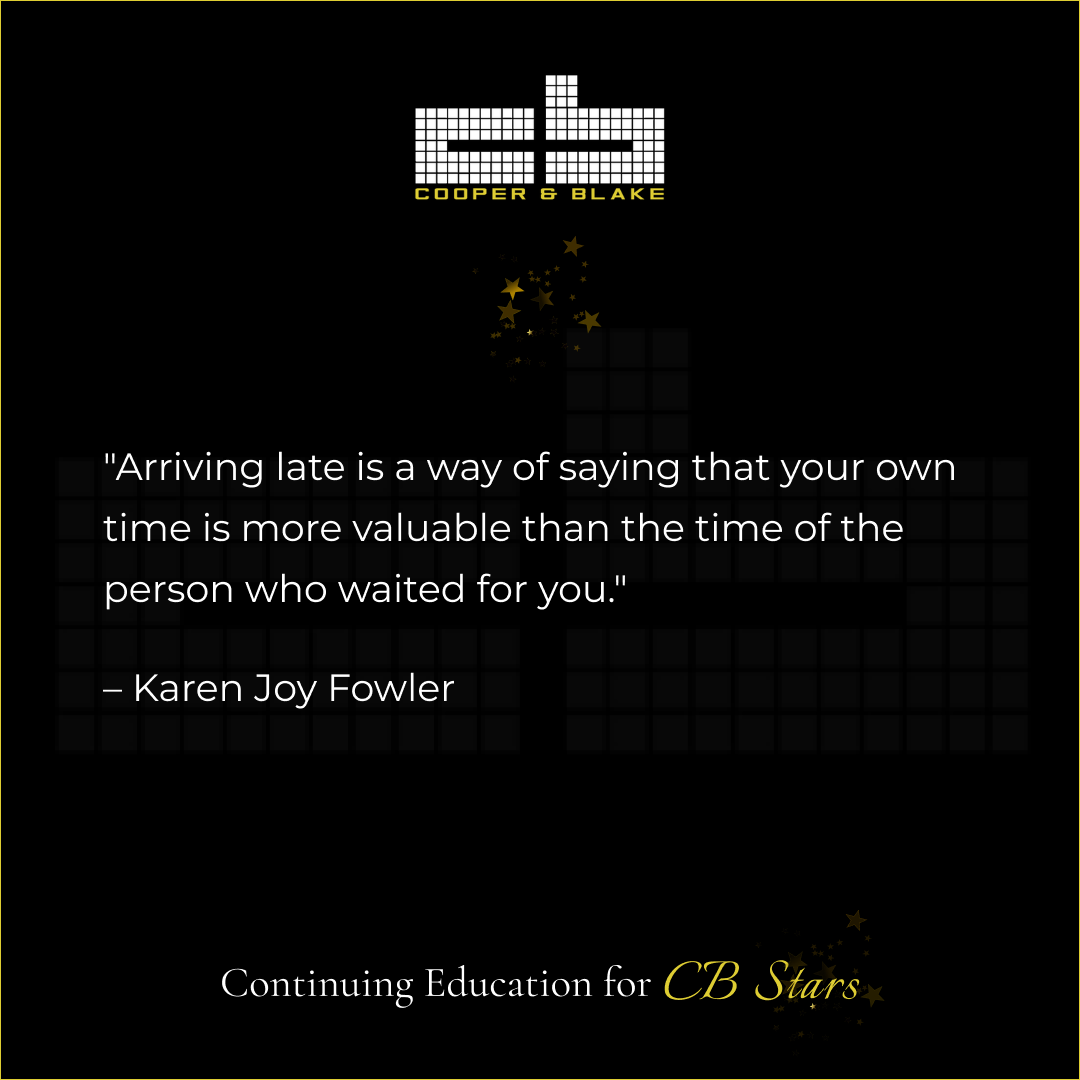 cb
COOPER & BLAKE
"Arriving late is a way of saying that your own
time is more valuable than the time of the
person who waited for you."
– Karen Joy Fowler
Continuing Education for CB Stars